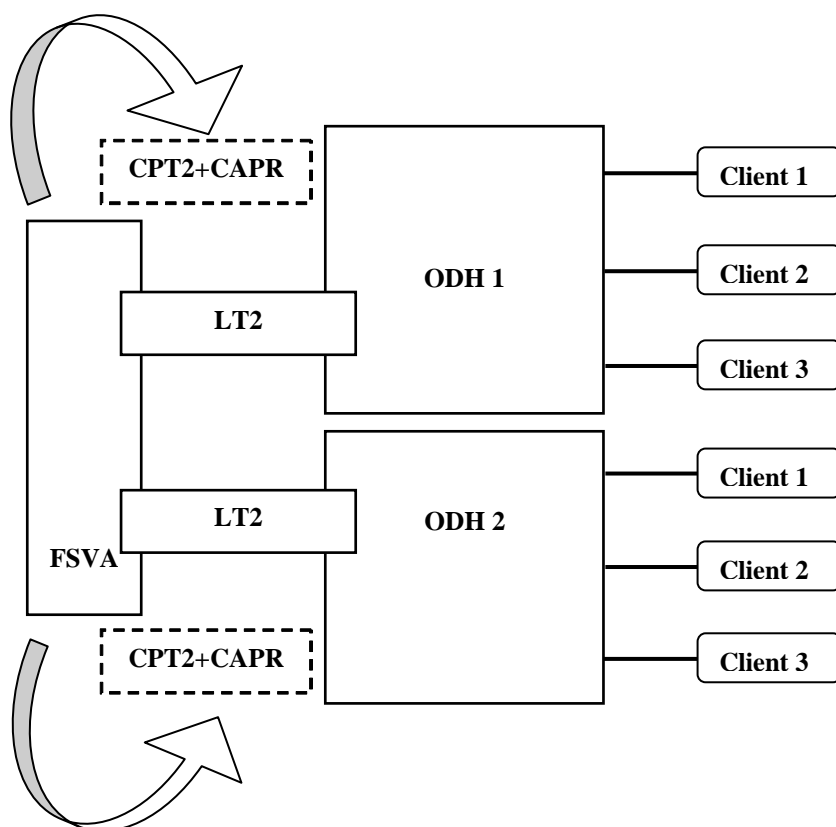 CPT2+CAPR
Client 1
ODH 1
Client 2
LT2
Client 3
Client 1
LT2
ODH 2
FSVA
Client 2
CPT2+CAPR
Client 3